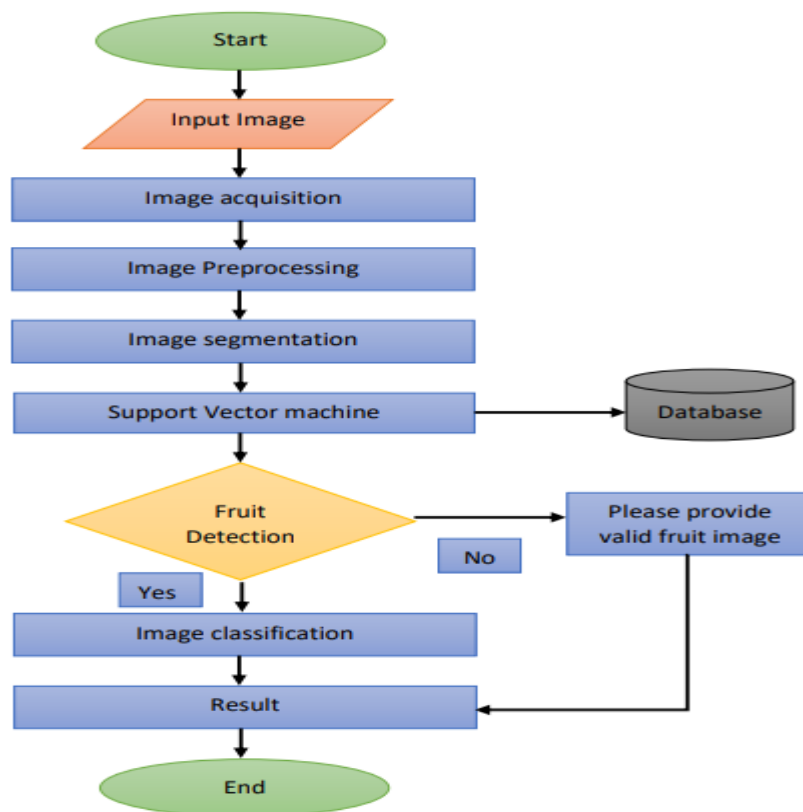 Start
Input Image
Image acquisition
Image Preprocessing
Image segmentation
Support Vector machine
Database
Fruit
Detection
Please provide
valid fruit image
No
Yes
Image classification
Result
End